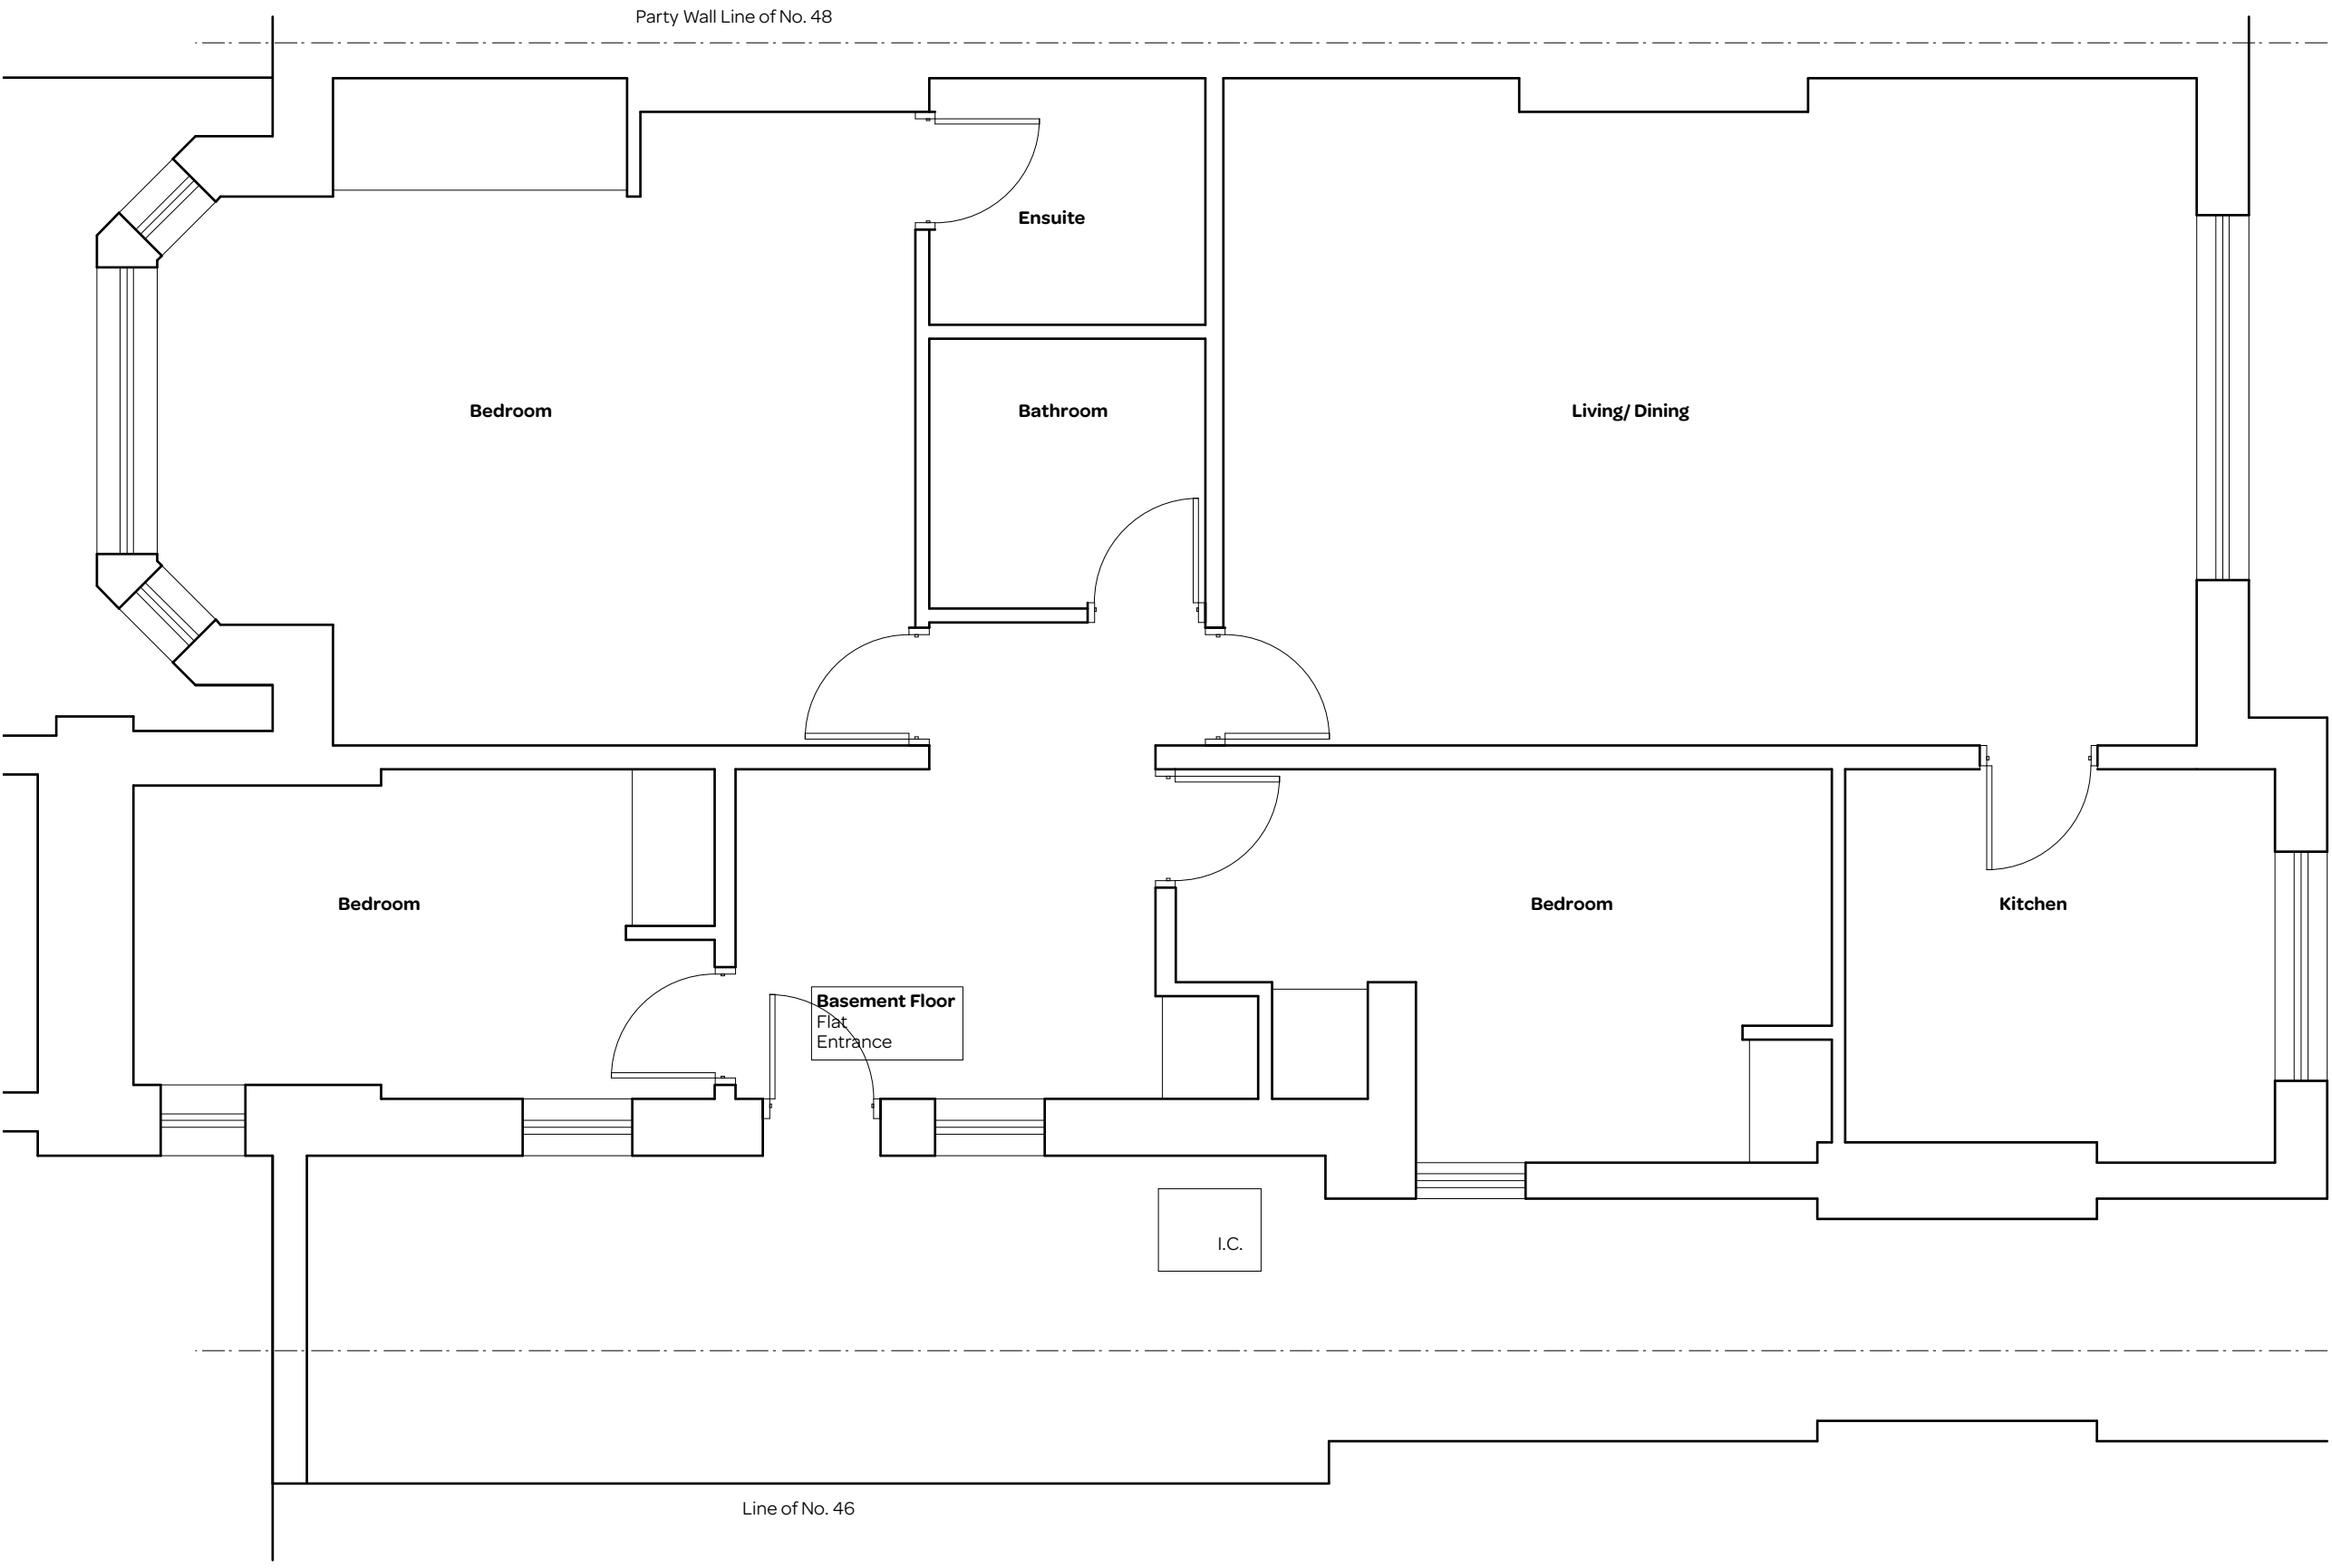 Party Wall Line of No. 48
Ensuite
Bedroom
Bathroom
Living/ Dining
Bedroom
Bedroom
Kitchen
Basement Floor
Flat
Entrance
I.C.
Line of No. 46